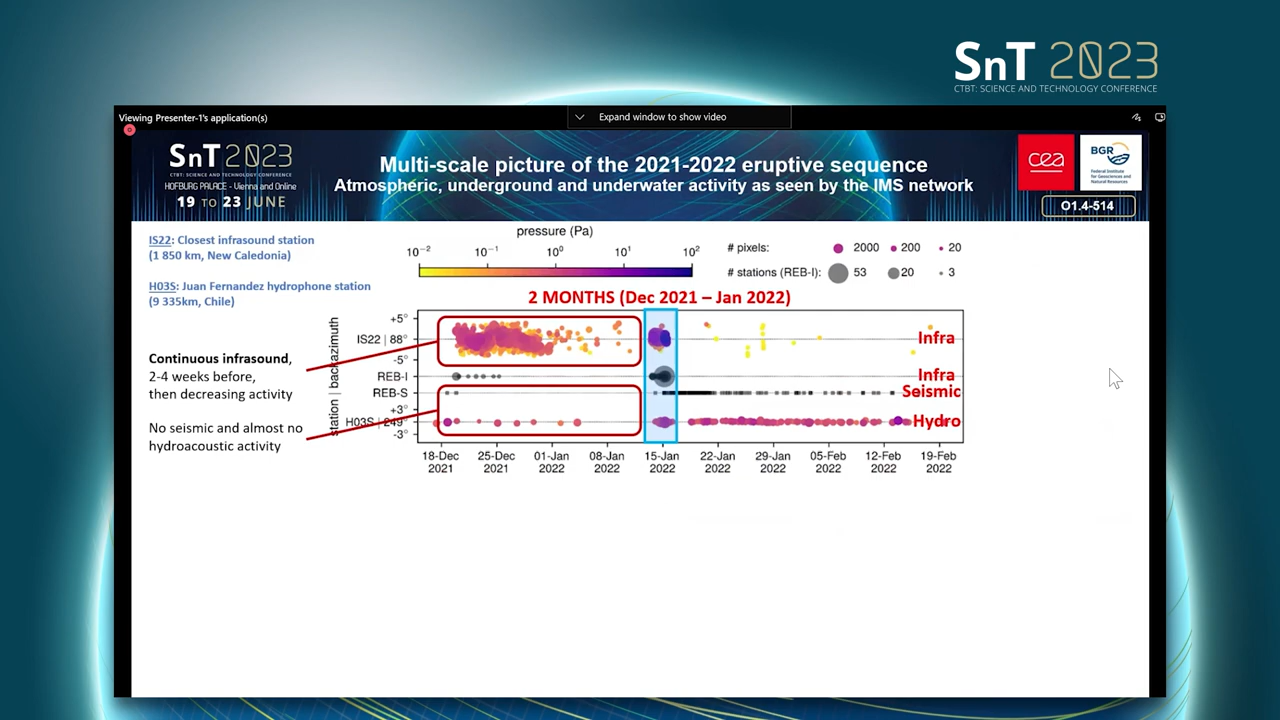 SnT 2023
CTBT: SCIENCE AND TECHNOLOGY CONFERENCE
Viewing Presenter-1's application(s)
Expand window to show video
SnT 2023
CTBT: SCIENCE AND TECHNOLOGY CONFERENCE
HOFBURG PALACE - Vienna and Online
19 TO 23 JUNE
Multi-scale picture of the 2021-2022 eruptive sequence
Atmospheric, underground and underwater activity as seen by the IMS network
cea
BGR
Federal Institute for Geosciences and Natural Resources
O1.4-514
IS22: Closest infrasound station
(1 850 km, New Caledonia)
H03S: Juan Fernandez hydrophone station
(9 335km, Chile)
pressure (Pa)
10⁻² 10⁻¹ 10⁰ 10¹ 10²
# pixels: 2000 200 20
# stations (REB-I): 53 20 3
2 MONTHS (Dec 2021 – Jan 2022)
Continuous infrasound,
2-4 weeks before,
then decreasing activity
No seismic and almost no
hydroacoustic activity
station | backazimuth
+5°
IS22 | 88°
-5°
REB-I
REB-S
+3°
H03S | 249°
-3°
Infra
Infra
Seismic
Hydro
18-Dec 25-Dec 01-Jan 08-Jan 15-Jan 22-Jan 29-Jan 05-Feb 12-Feb 19-Feb
2021 2021 2022 2022 2022 2022 2022 2022 2022 2022